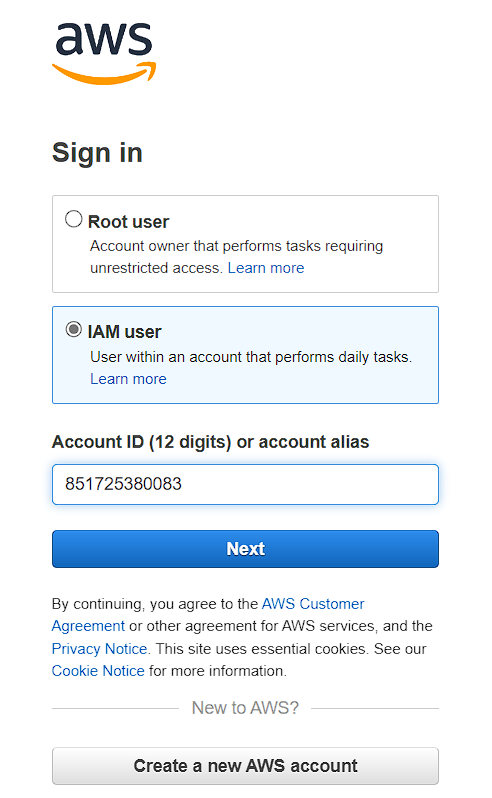 aws
Sign in
Root user
Account owner that performs tasks requiring
unrestricted access. Learn more
IAM user
User within an account that performs daily tasks.
Learn more
Account ID (12 digits) or account alias
851725380083
Next
By continuing, you agree to the AWS Customer
Agreement or other agreement for AWS services, and the
Privacy Notice. This site uses essential cookies. See our
Cookie Notice for more information.
New to AWS?
Create a new AWS account